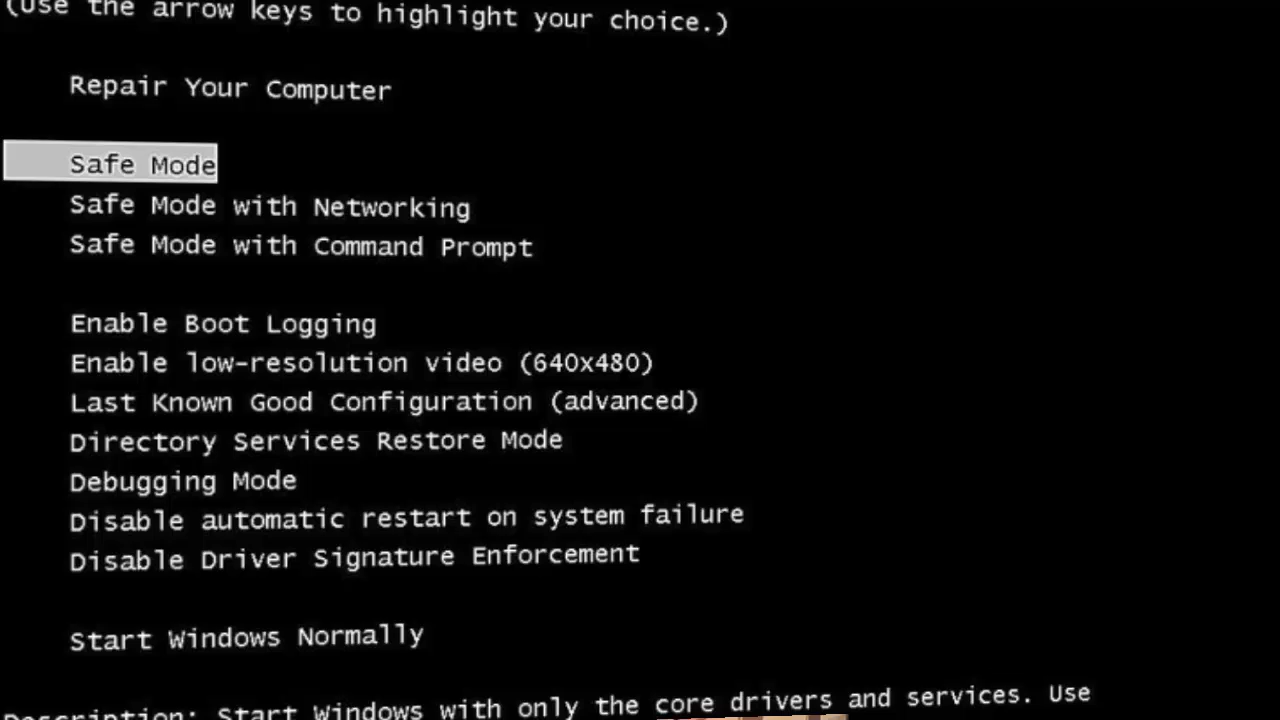 (Use the arrow keys to highlight your choice.)
Repair Your Computer
Safe Mode
Safe Mode with Networking
Safe Mode with Command Prompt
Enable Boot Logging
Enable low-resolution video (640x480)
Last Known Good Configuration (advanced)
Directory Services Restore Mode
Debugging Mode
Disable automatic restart on system failure
Disable Driver Signature Enforcement
Start Windows Normally
Description: Start Windows with only the core drivers and services. Use